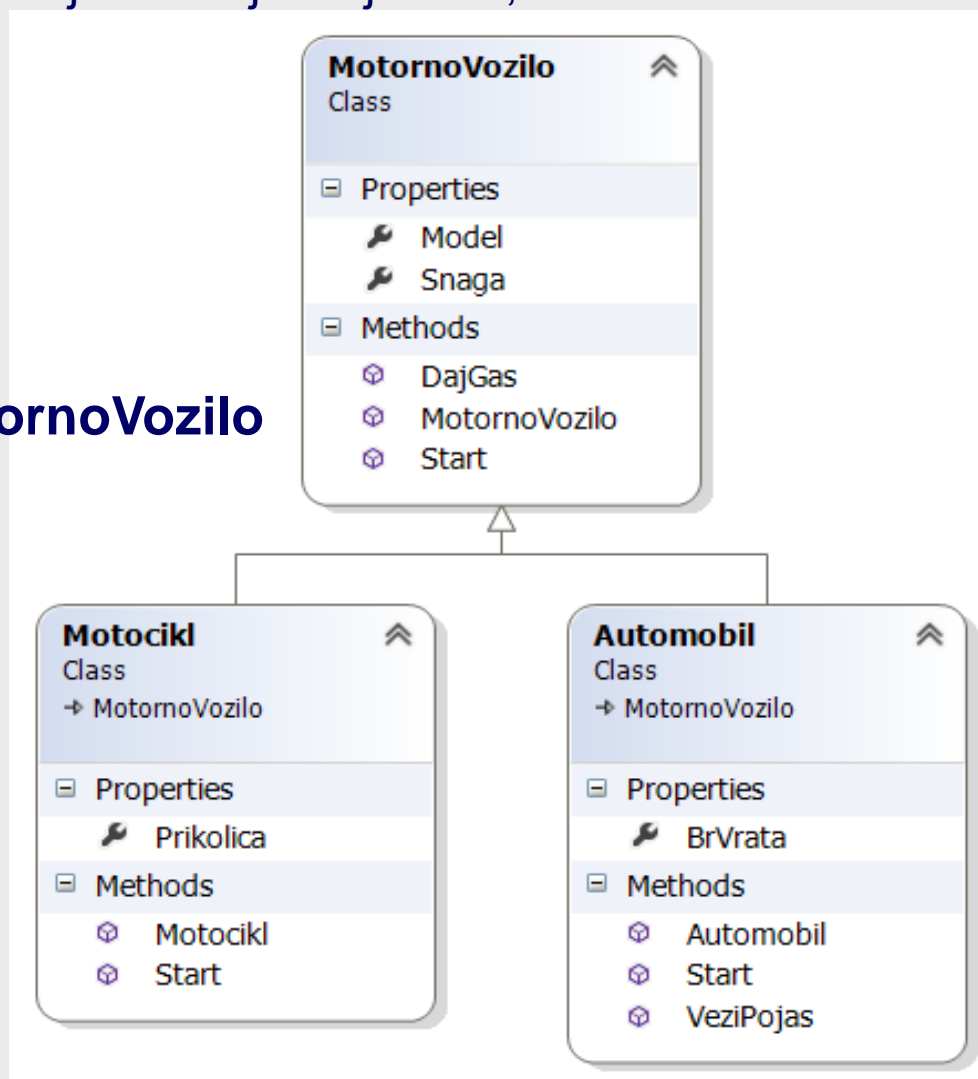 MotornoVozilo
Class
Properties
Model
Snaga
Methods
DajGas
MotornoVozilo
Start
ornoVozilo
Motocikl
Class
MotornoVozilo
Properties
Prikolica
Methods
Motocikl
Start
Automobil
Class
MotornoVozilo
Properties
BrVrata
Methods
Automobil
Start
VeziPojas